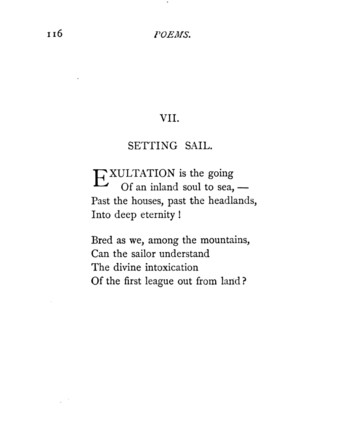 116 POEMS.
VII.
SETTING SAIL.
EXULTATION is the going
Of an inland soul to sea, —
Past the houses, past the headlands,
Into deep eternity!
Bred as we, among the mountains,
Can the sailor understand
The divine intoxication
Of the first league out from land?